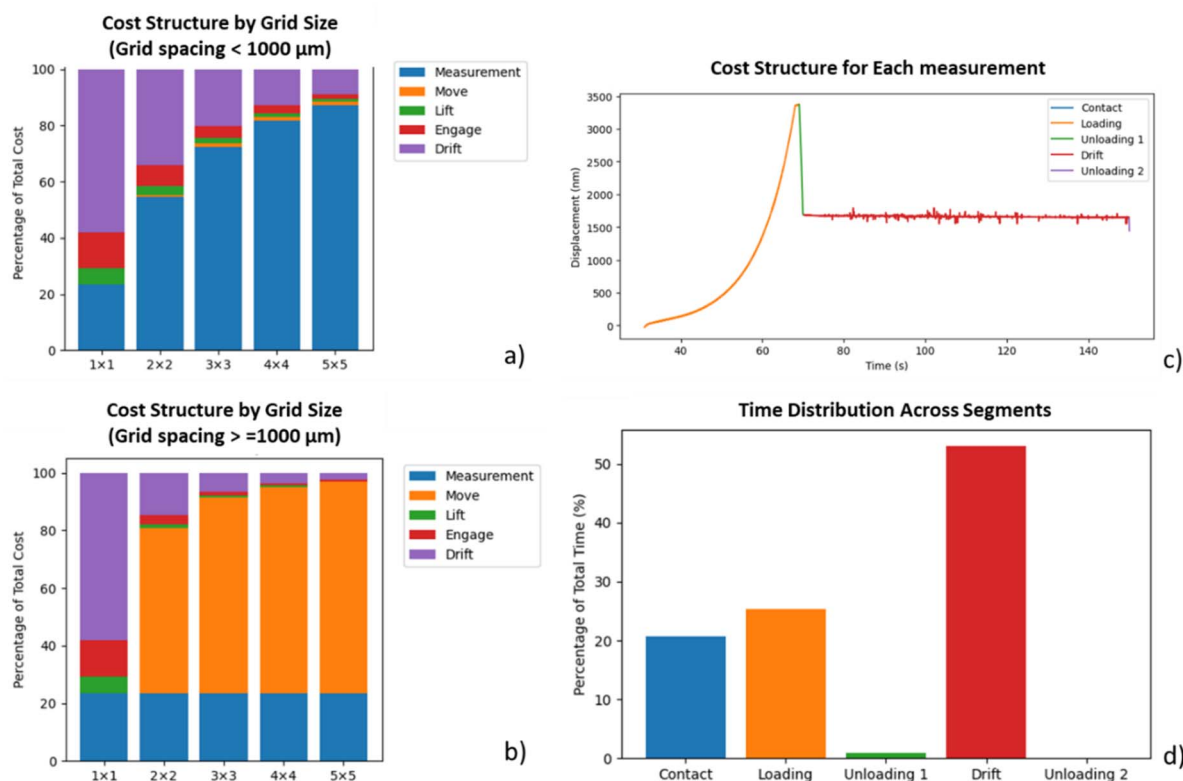 Cost Structure by Grid Size
(Grid spacing < 1000 µm)
Percentage of Total Cost
100
80
60
40
20
0
1×1
2×2
3×3
4×4
5×5
Measurement
Move
Lift
Engage
Drift
a)
Cost Structure for Each measurement
Displacement (nm)
3500
3000
2500
2000
1500
1000
500
0
40
60
80
100
120
140
Time (s)
Contact
Loading
Unloading 1
Drift
Unloading 2
c)
Cost Structure by Grid Size
(Grid spacing > =1000 µm)
Percentage of Total Cost
100
80
60
40
20
0
1×1
2×2
3×3
4×4
5×5
Measurement
Move
Lift
Engage
Drift
b)
Time Distribution Across Segments
Percentage of Total Time (%)
50
40
30
20
10
0
Contact
Loading
Unloading 1
Drift
Unloading 2
d)